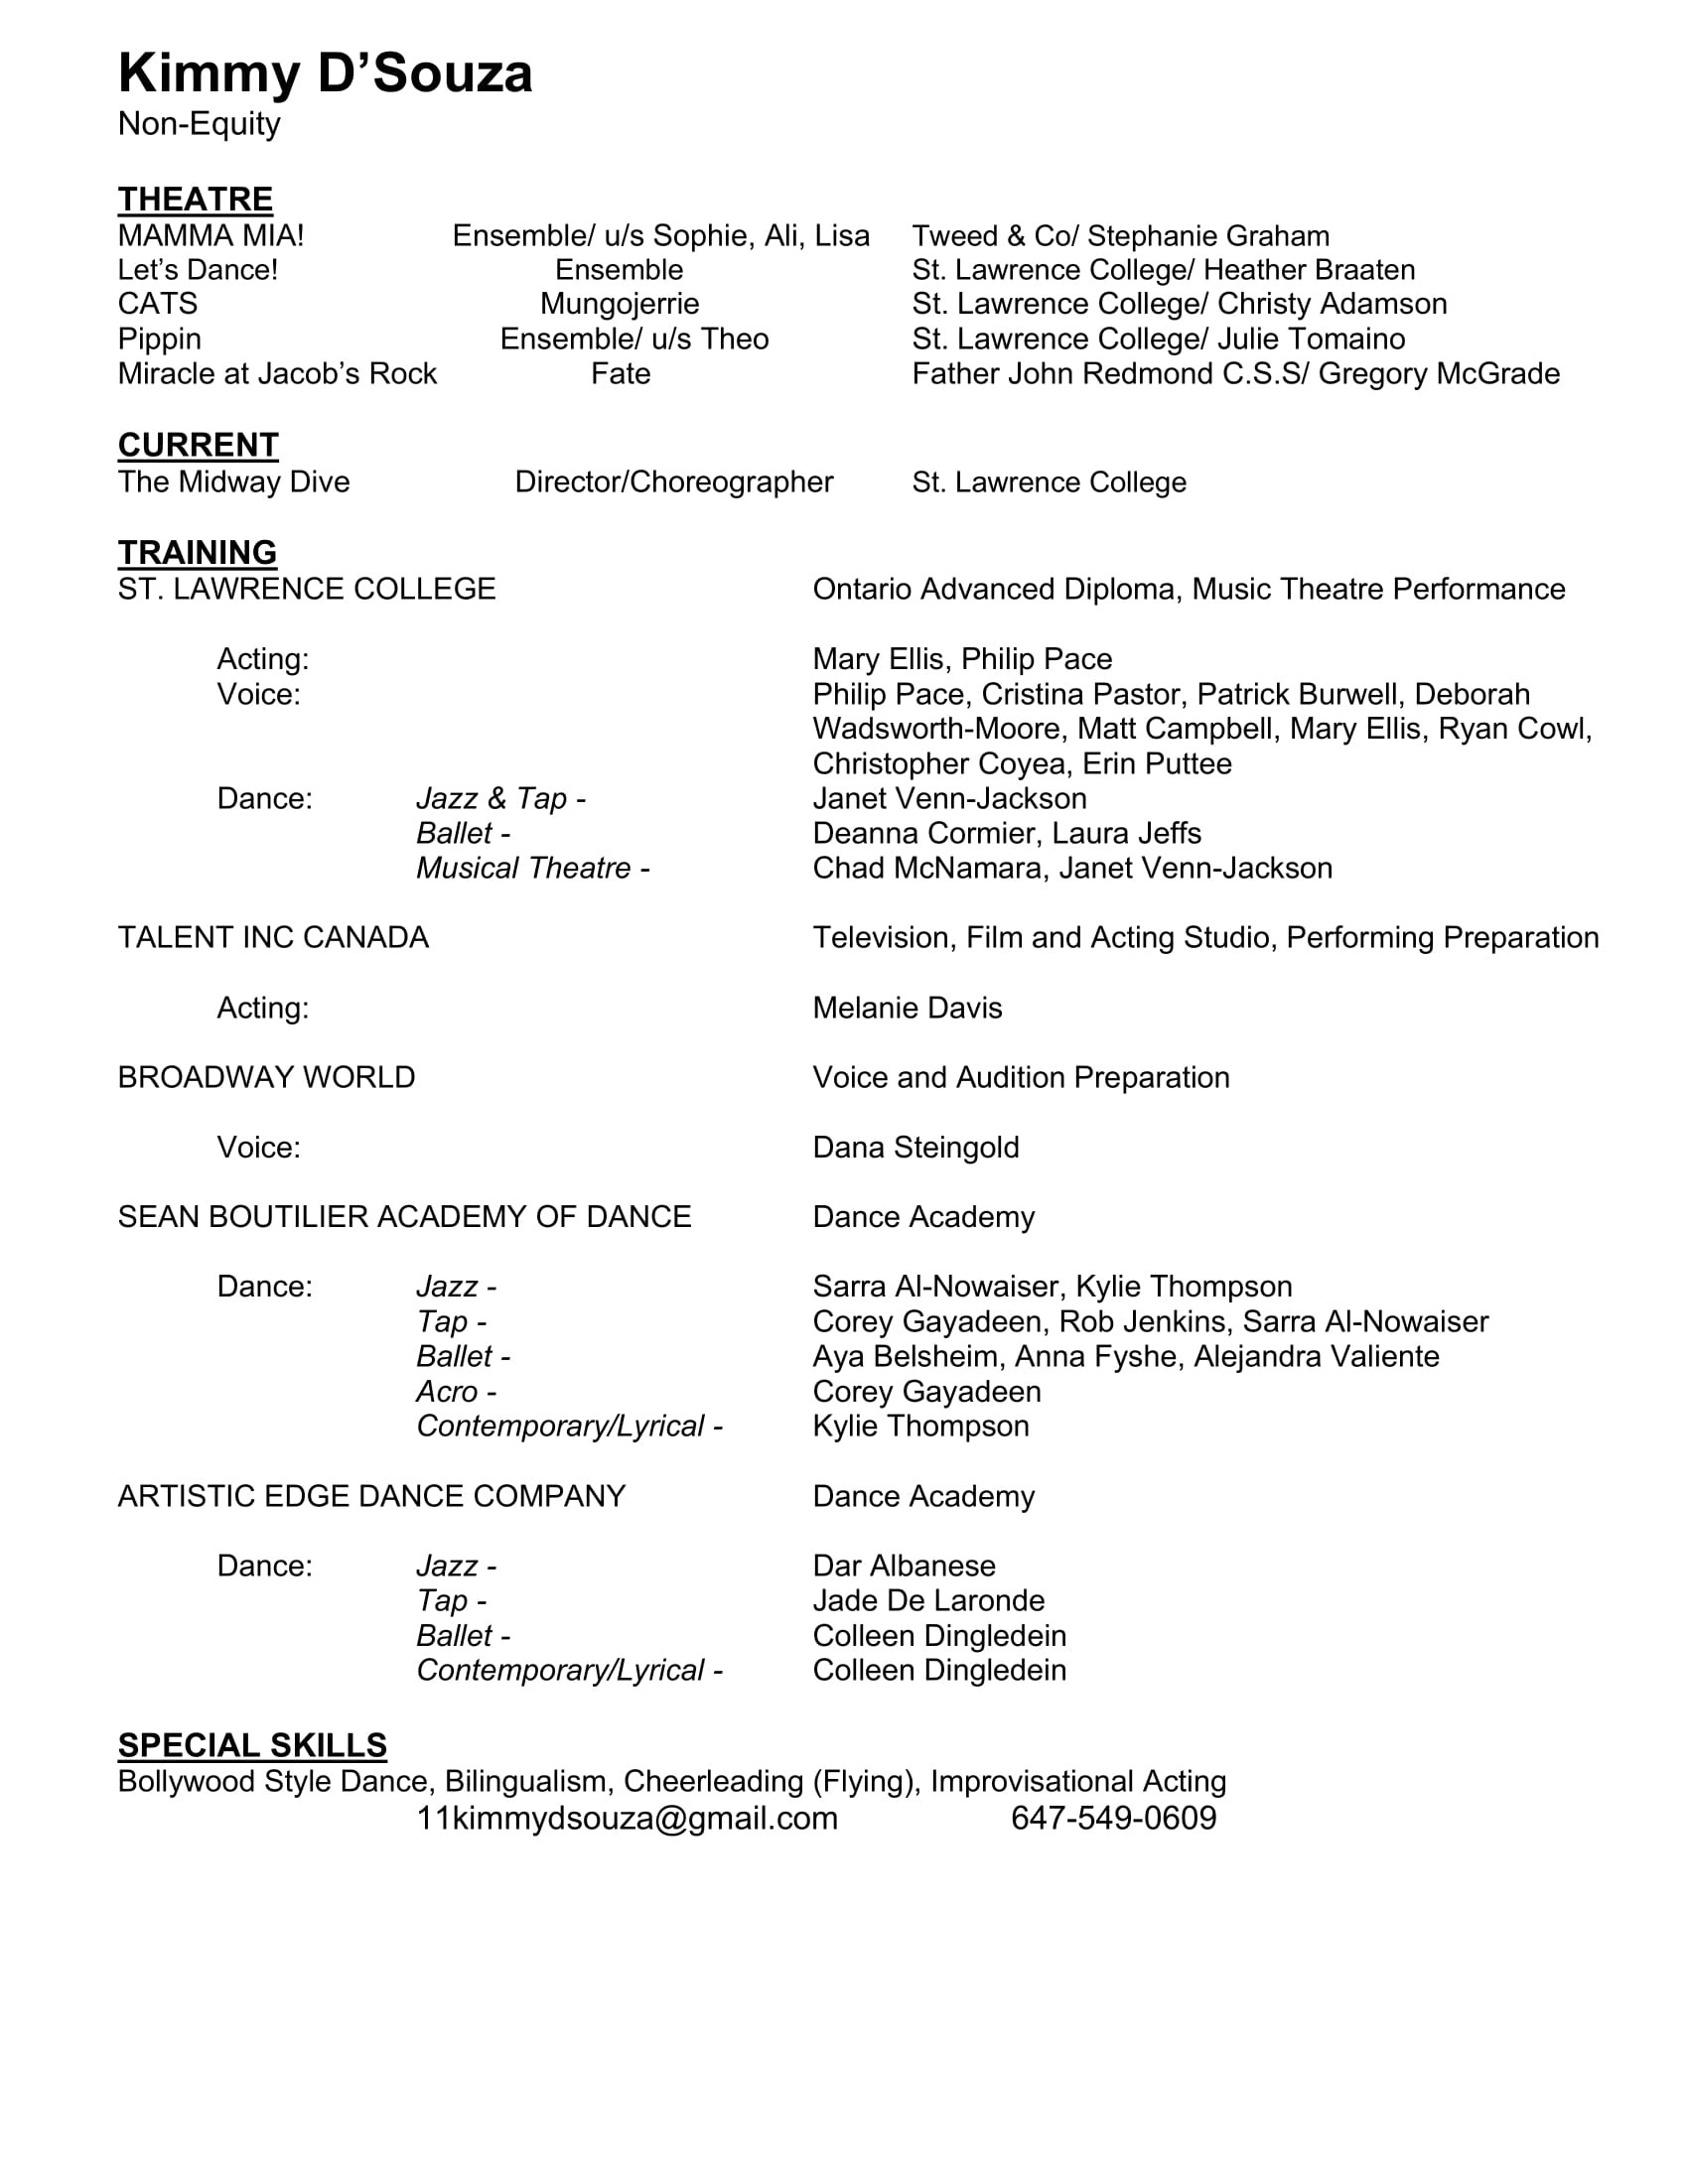 Kimmy D’Souza
Non-Equity
THEATRE
MAMMA MIA! Ensemble/ u/s Sophie, Ali, Lisa Tweed & Co/ Stephanie Graham
Let’s Dance! Ensemble St. Lawrence College/ Heather Braaten
CATS Mungojerrie St. Lawrence College/ Christy Adamson
Pippin Ensemble/ u/s Theo St. Lawrence College/ Julie Tomaino
Miracle at Jacob’s Rock Fate Father John Redmond C.S.S/ Gregory McGrade
CURRENT
The Midway Dive Director/Choreographer St. Lawrence College
TRAINING
ST. LAWRENCE COLLEGE Ontario Advanced Diploma, Music Theatre Performance
Acting: Mary Ellis, Philip Pace
Voice: Philip Pace, Cristina Pastor, Patrick Burwell, Deborah
Wadsworth-Moore, Matt Campbell, Mary Ellis, Ryan Cowl,
Christopher Coyea, Erin Puttee
Dance: Jazz & Tap - Janet Venn-Jackson
Ballet - Deanna Cormier, Laura Jeffs
Musical Theatre - Chad McNamara, Janet Venn-Jackson
TALENT INC CANADA Television, Film and Acting Studio, Performing Preparation
Acting: Melanie Davis
BROADWAY WORLD Voice and Audition Preparation
Voice: Dana Steingold
SEAN BOUTILIER ACADEMY OF DANCE Dance Academy
Dance: Jazz - Sarra Al-Nowaiser, Kylie Thompson
Tap - Corey Gayadeen, Rob Jenkins, Sarra Al-Nowaiser
Ballet - Aya Belsheim, Anna Fyshe, Alejandra Valiente
Acro - Corey Gayadeen
Contemporary/Lyrical - Kylie Thompson
ARTISTIC EDGE DANCE COMPANY Dance Academy
Dance: Jazz - Dar Albanese
Tap - Jade De Laronde
Ballet - Colleen Dingledein
Contemporary/Lyrical - Colleen Dingledein
SPECIAL SKILLS
Bollywood Style Dance, Bilingualism, Cheerleading (Flying), Improvisational Acting
11kimmydsouza@gmail.com 647-549-0609